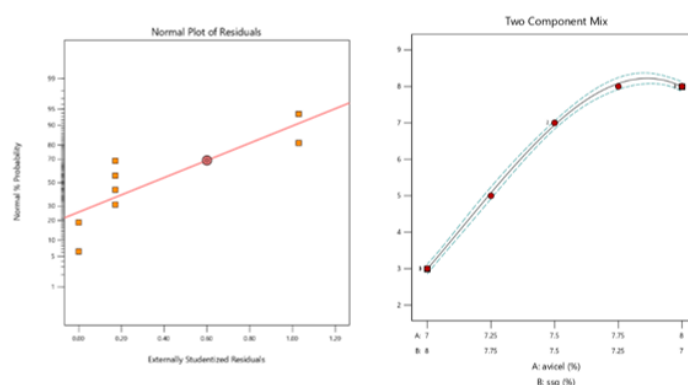 Normal Plot of Residuals
Normal % Probability
99
95
90
80
70
50
30
20
10
5
1
0.00 0.20 0.40 0.60 0.80 1.00 1.20
Externally Studentized Residuals
Two Component Mix
9
8
7
6
5
4
3
2
A: 7 7.25 7.5 7.75 8
B: 8 7.75 7.5 7.25 7
A: avicel (%)
B: ssg (%)